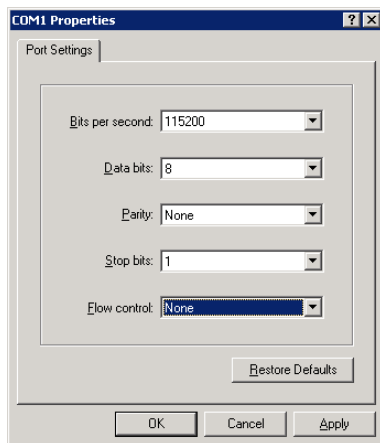 COM1 Properties
Port Settings
Bits per second: 115200
Data bits: 8
Parity: None
Stop bits: 1
Flow control: None
Restore Defaults
OK Cancel Apply